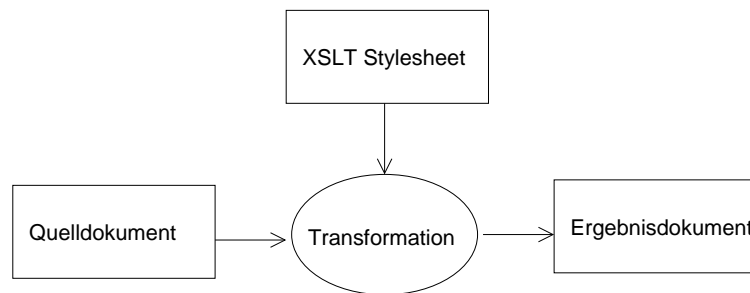 XSLT Stylesheet
Quelldokument
Transformation
Ergebnisdokument